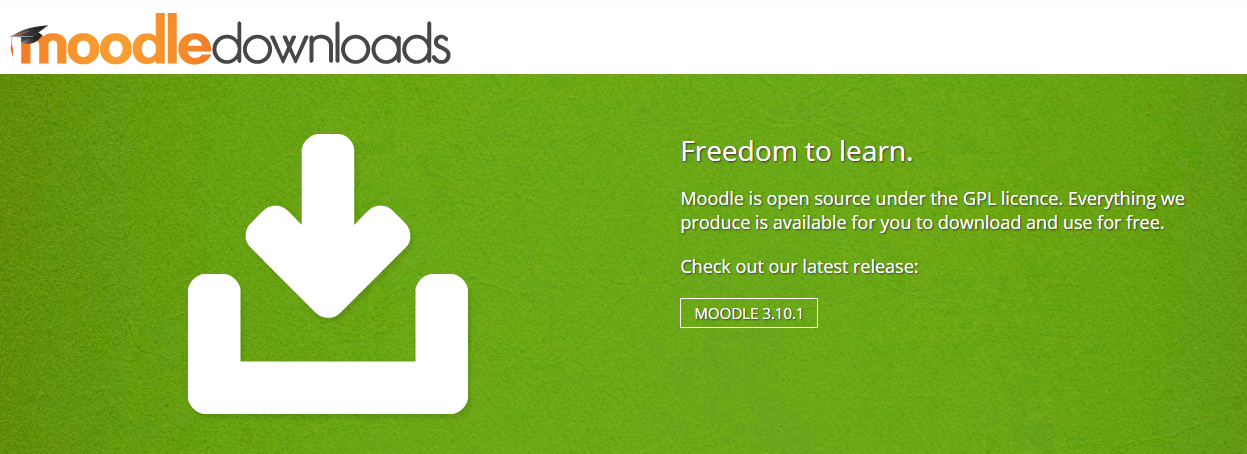 moodledownloads
Freedom to learn.
Moodle is open source under the GPL licence. Everything we
produce is available for you to download and use for free.
Check out our latest release:
MOODLE 3.10.1